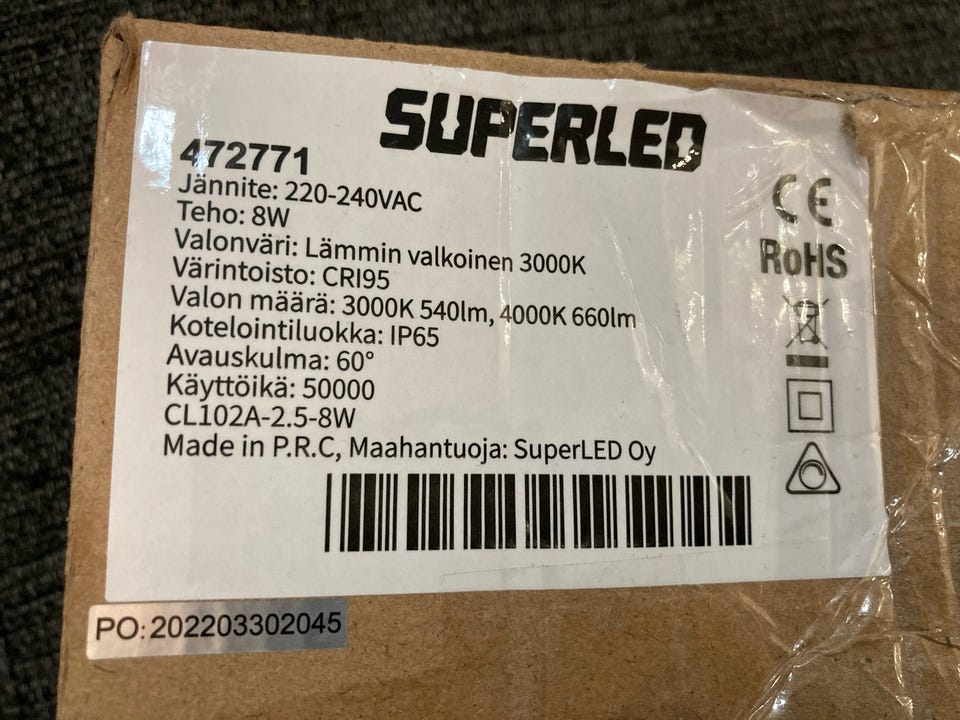 SUPERLED
472771
Jännite: 220-240VAC
Teho: 8W
Valonväri: Lämmin valkoinen 3000K
Värintoisto: CRI95
Valon määrä: 3000K 540lm, 4000K 660lm
Kotelointiluokka: IP65
Avauskulma: 60°
Käyttöikä: 50000
CL102A-2.5-8W
Made in P.R.C, Maahantuoja: SuperLED Oy
CE
RoHS
PO: 202203302045